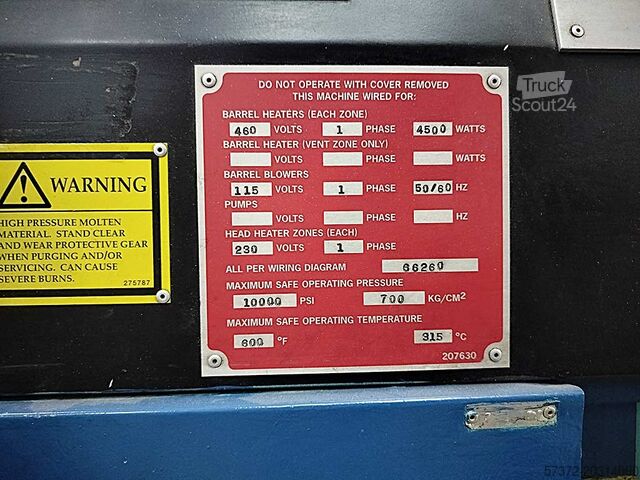 DO NOT OPERATE WITH COVER REMOVED
THIS MACHINE WIRED FOR:
BARREL HEATERS (EACH ZONE)
460 VOLTS 1 PHASE 4500 WATTS
BARREL HEATER (VENT ZONE ONLY)
VOLTS PHASE WATTS
BARREL BLOWERS
115 VOLTS 1 PHASE 50/60 HZ
PUMPS
VOLTS PHASE HZ
HEAD HEATER ZONES (EACH)
230 VOLTS 1 PHASE
ALL PER WIRING DIAGRAM 66260
MAXIMUM SAFE OPERATING PRESSURE
10000 PSI 700 KG/CM2
MAXIMUM SAFE OPERATING TEMPERATURE
600 °F 315 °C
207630
WARNING
HIGH PRESSURE MOLTEN
MATERIAL. STAND CLEAR
AND WEAR PROTECTIVE GEAR
WHEN PURGING AND/OR
SERVICING. CAN CAUSE
SEVERE BURNS.
275787
Truck
Scout24